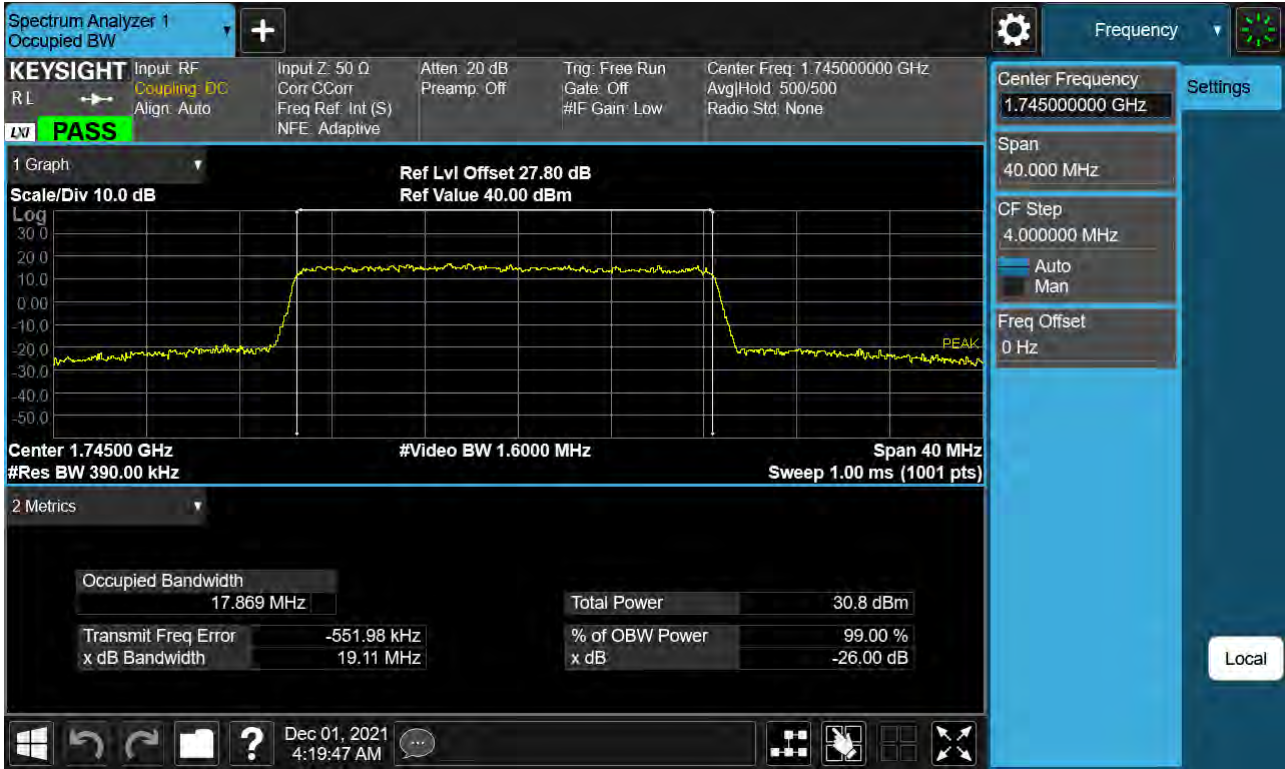 Spectrum Analyzer 1
Occupied BW
+
Frequency
KEYSIGHT
R L
LXI PASS
Input: RF
Coupling: DC
Align: Auto
Input Z: 50 Ω
Corr CCorr
Freq Ref: Int (S)
NFE: Adaptive
Atten: 20 dB
Preamp: Off
Trig: Free Run
Gate: Off
#IF Gain: Low
Center Freq: 1.745000000 GHz
Avg|Hold: 500/500
Radio Std: None
Center Frequency
1.745000000 GHz
Settings
Span
40.000 MHz
CF Step
4.000000 MHz
Auto
Man
Freq Offset
0 Hz
1 Graph
Scale/Div 10.0 dB
Ref Lvl Offset 27.80 dB
Ref Value 40.00 dBm
Log
30.0
20.0
10.0
0.00
-10.0
-20.0
-30.0
-40.0
-50.0
PEAK
Center 1.74500 GHz
#Video BW 1.6000 MHz
Span 40 MHz
#Res BW 390.00 kHz
Sweep 1.00 ms (1001 pts)
2 Metrics
Occupied Bandwidth
17.869 MHz
Total Power 30.8 dBm
Transmit Freq Error -551.98 kHz
% of OBW Power 99.00 %
x dB Bandwidth 19.11 MHz
x dB -26.00 dB
Local
?
Dec 01, 2021
4:19:47 AM